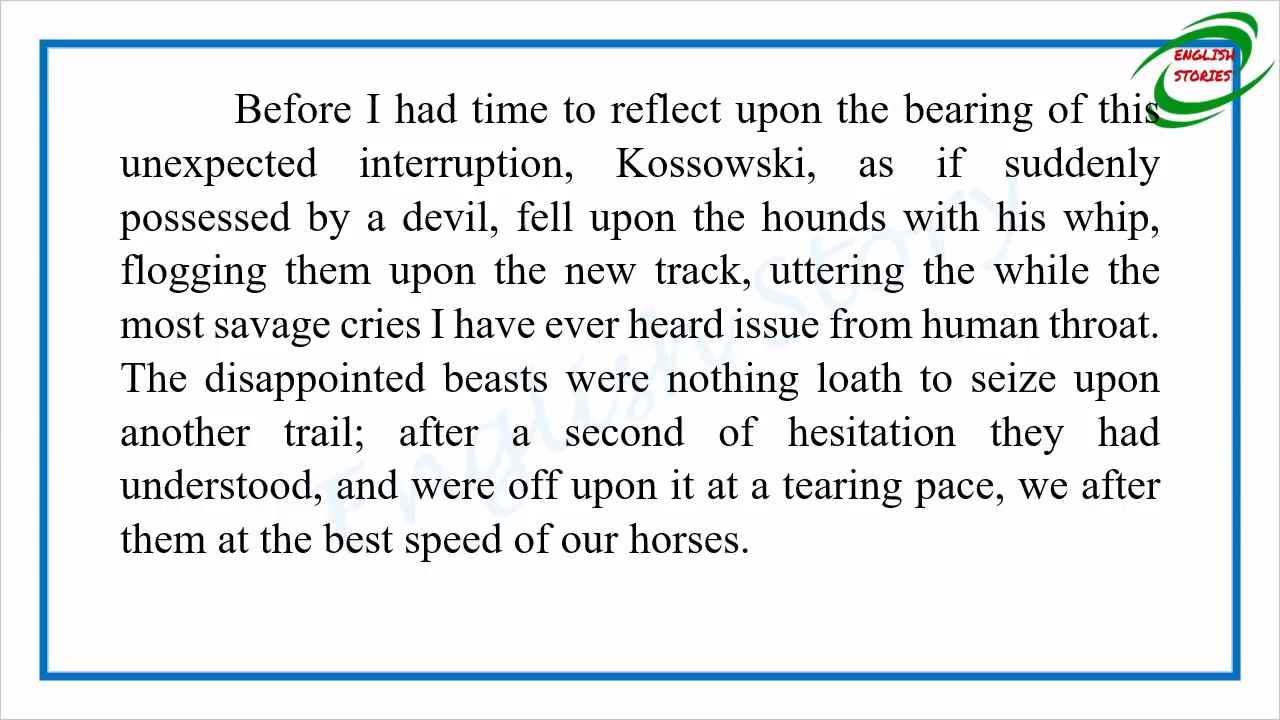 ENGLISH
STORIES
Before I had time to reflect upon the bearing of this
unexpected interruption, Kossowski, as if suddenly
possessed by a devil, fell upon the hounds with his whip,
flogging them upon the new track, uttering the while the
most savage cries I have ever heard issue from human throat.
The disappointed beasts were nothing loath to seize upon
another trail; after a second of hesitation they had
understood, and were off upon it at a tearing pace, we after
them at the best speed of our horses.
English Story